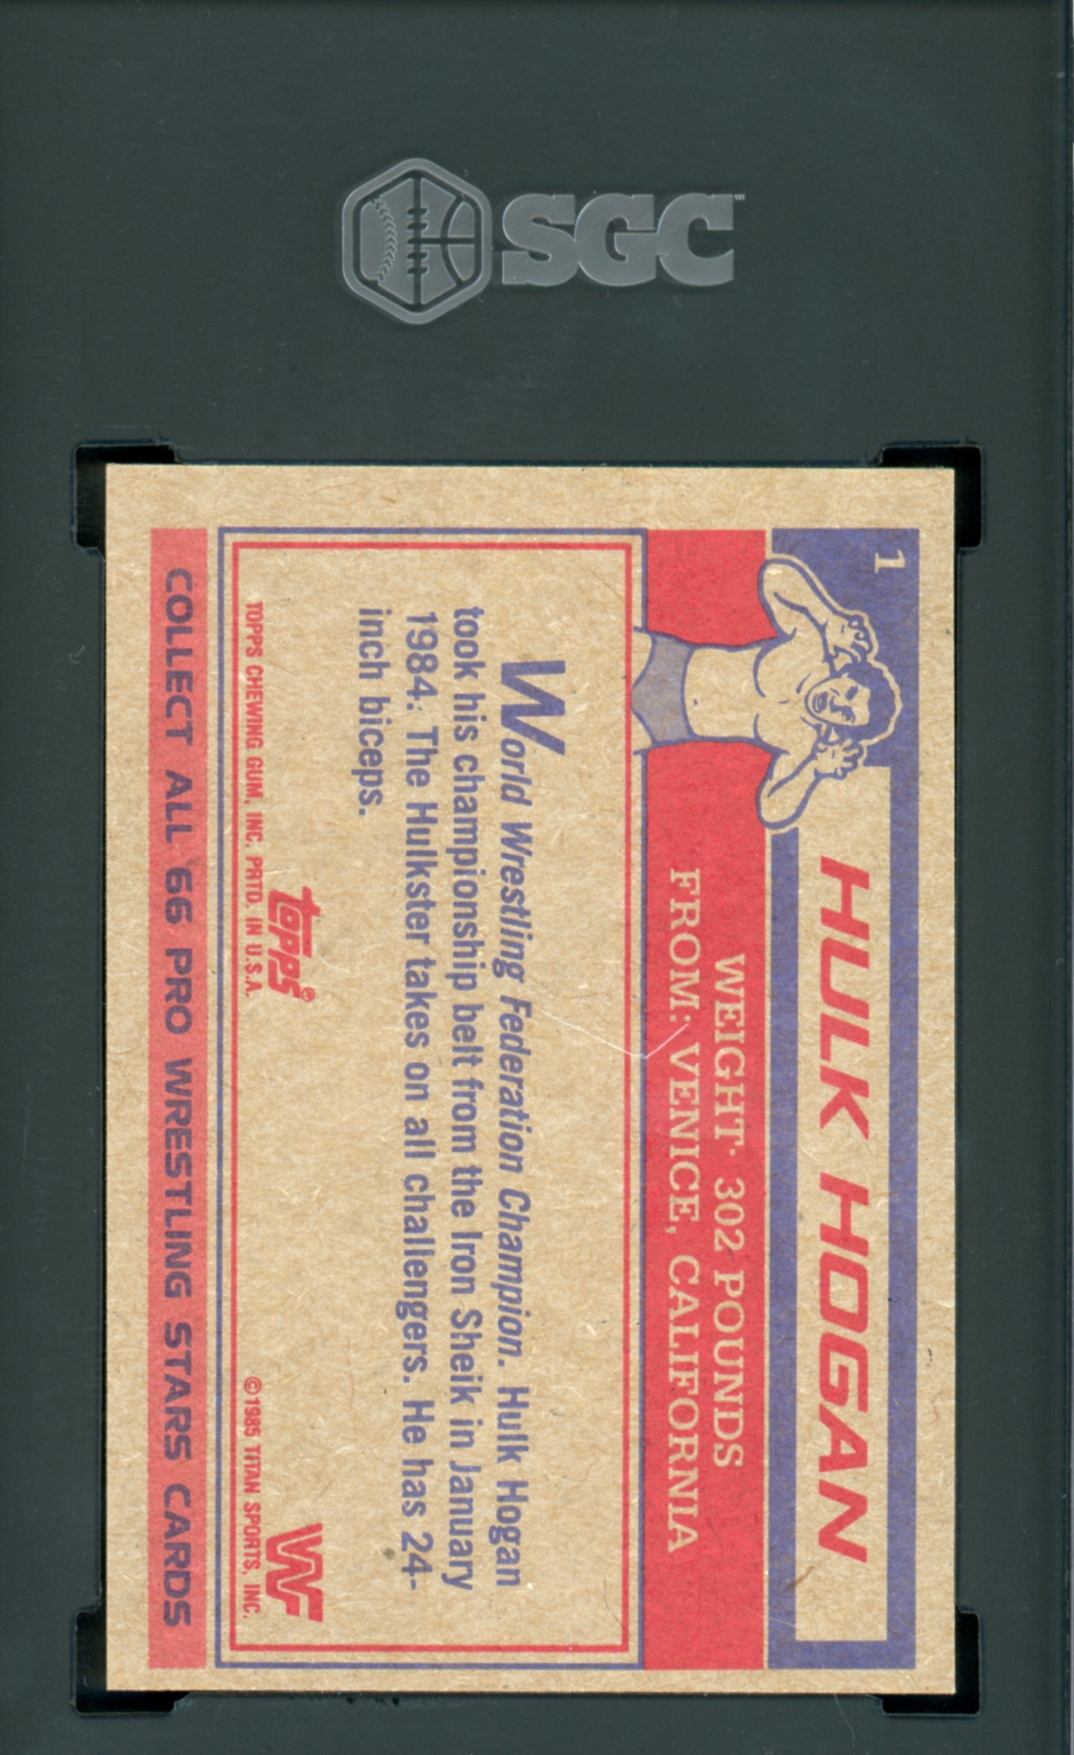 SGC™
1
HULK HOGAN
WEIGHT: 302 POUNDS
FROM: VENICE, CALIFORNIA
World Wrestling Federation Champion. Hulk Hogan
took his championship belt from the Iron Sheik in January
1984. The Hulkster takes on all challengers. He has 24-
inch biceps.
topps®
WF
TOPPS CHEWING GUM, INC. PRTD. IN U.S.A.
©1985 TITAN SPORTS, INC.
COLLECT ALL 66 PRO WRESTLING STARS CARDS